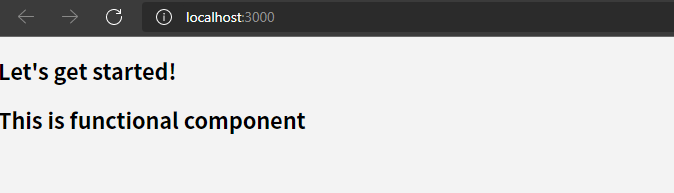 localhost:3000
Let's get started!
This is functional component